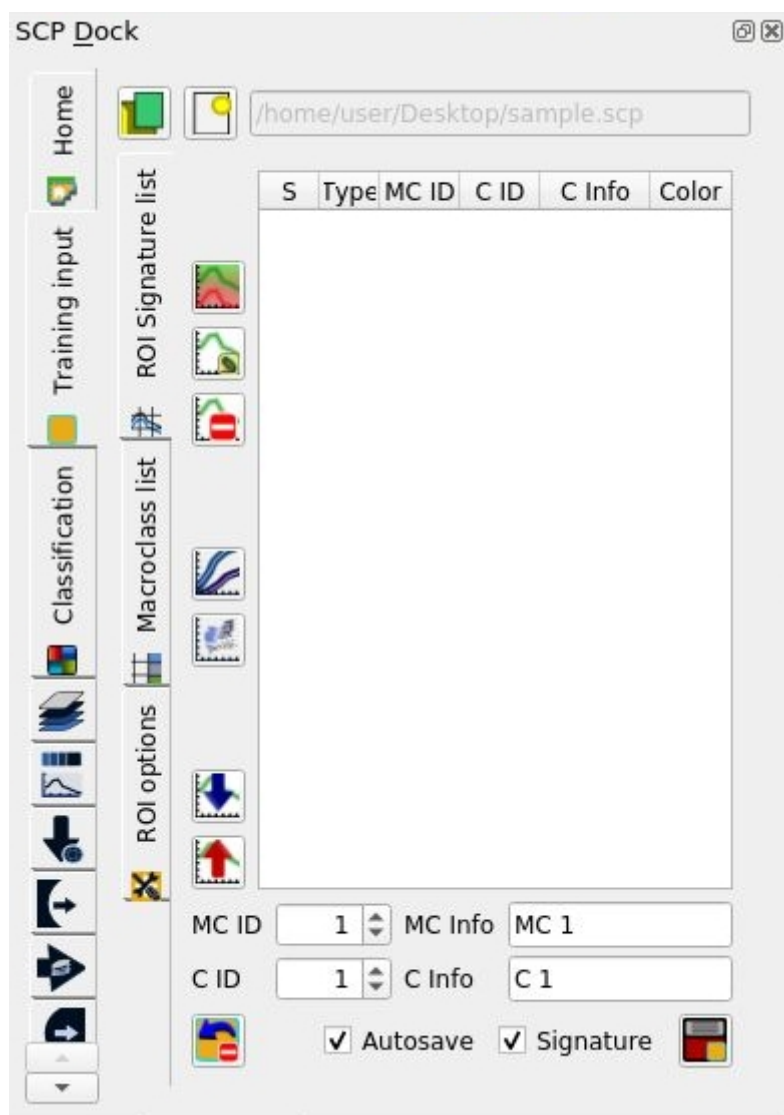 SCP Dock
Home
Training input
Classification
/home/user/Desktop/sample.scp
ROI Signature list
Macroclass list
ROI options
S Type MC ID C ID C Info Color
MC ID 1 MC Info MC 1
C ID 1 C Info C 1
Autosave Signature